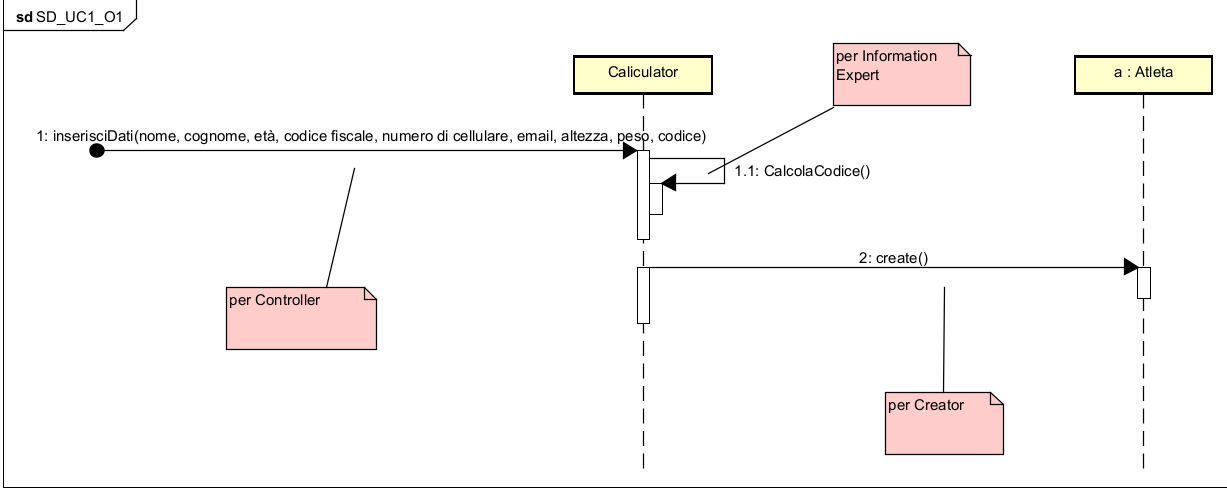 sd SD_UC1_O1
Caliculator
per Information
Expert
a : Atleta
1: inserisciDati(nome, cognome, età, codice fiscale, numero di cellulare, email, altezza, peso, codice)
1.1: CalcolaCodice()
2: create()
per Controller
per Creator